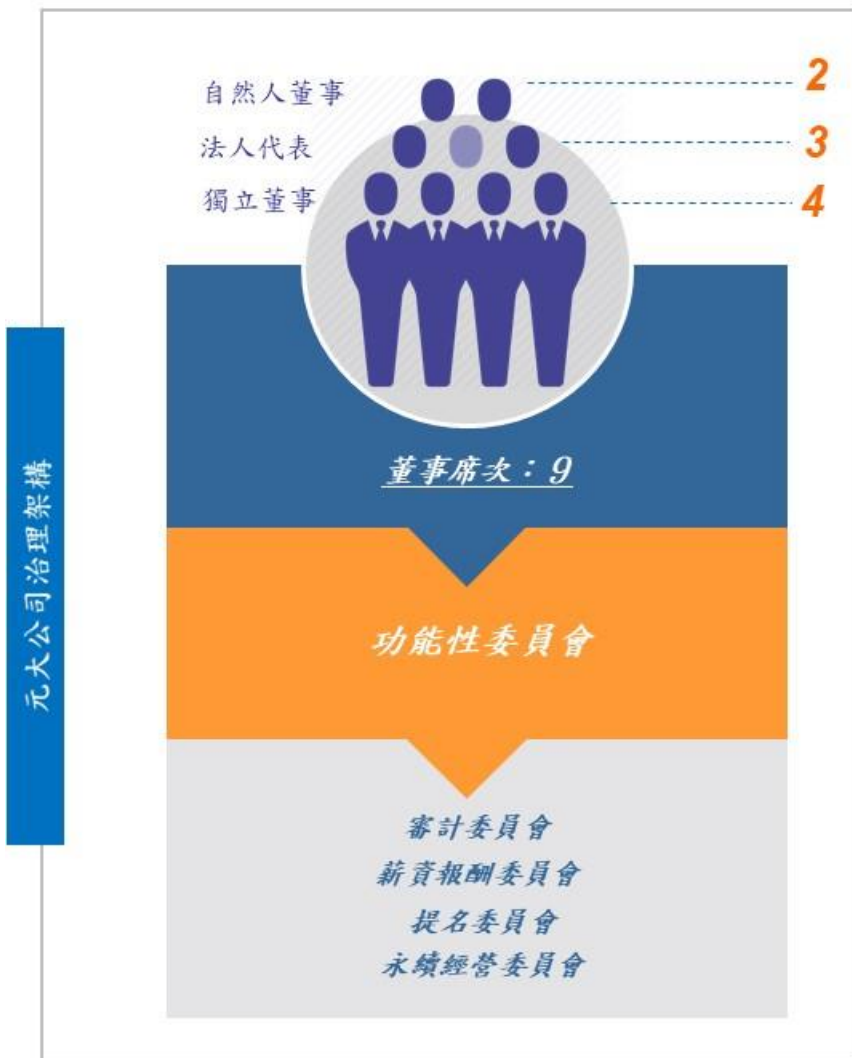 自然人董事 2
法人代表 3
獨立董事 4
董事席次：9
元大公司治理架構
功能性委員會
審計委員會
薪資報酬委員會
提名委員會
永續經營委員會